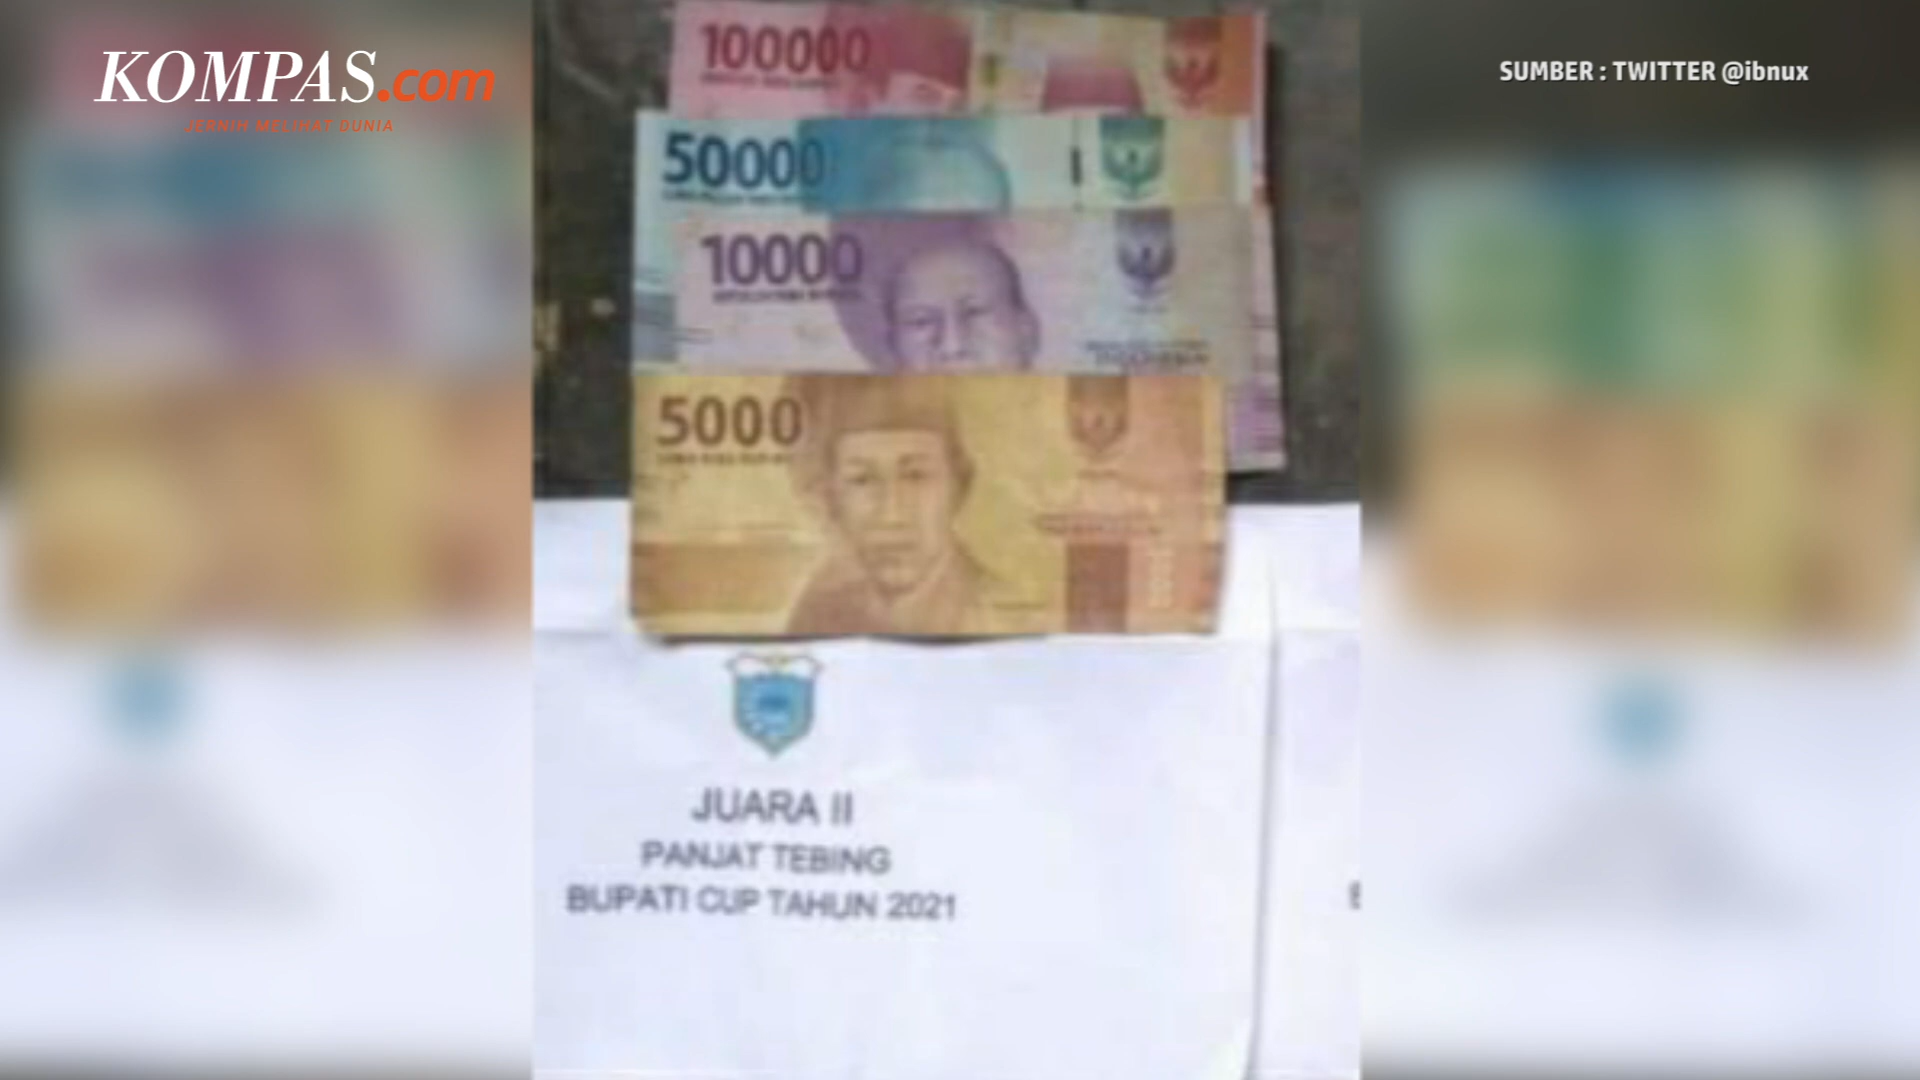 KOMPAS.com
JERNIH MELIHAT DUNIA
SUMBER : TWITTER @ibnux
100000
50000
10000
5000
JUARA II
PANJAT TEBING
BUPATI CUP TAHUN 2021